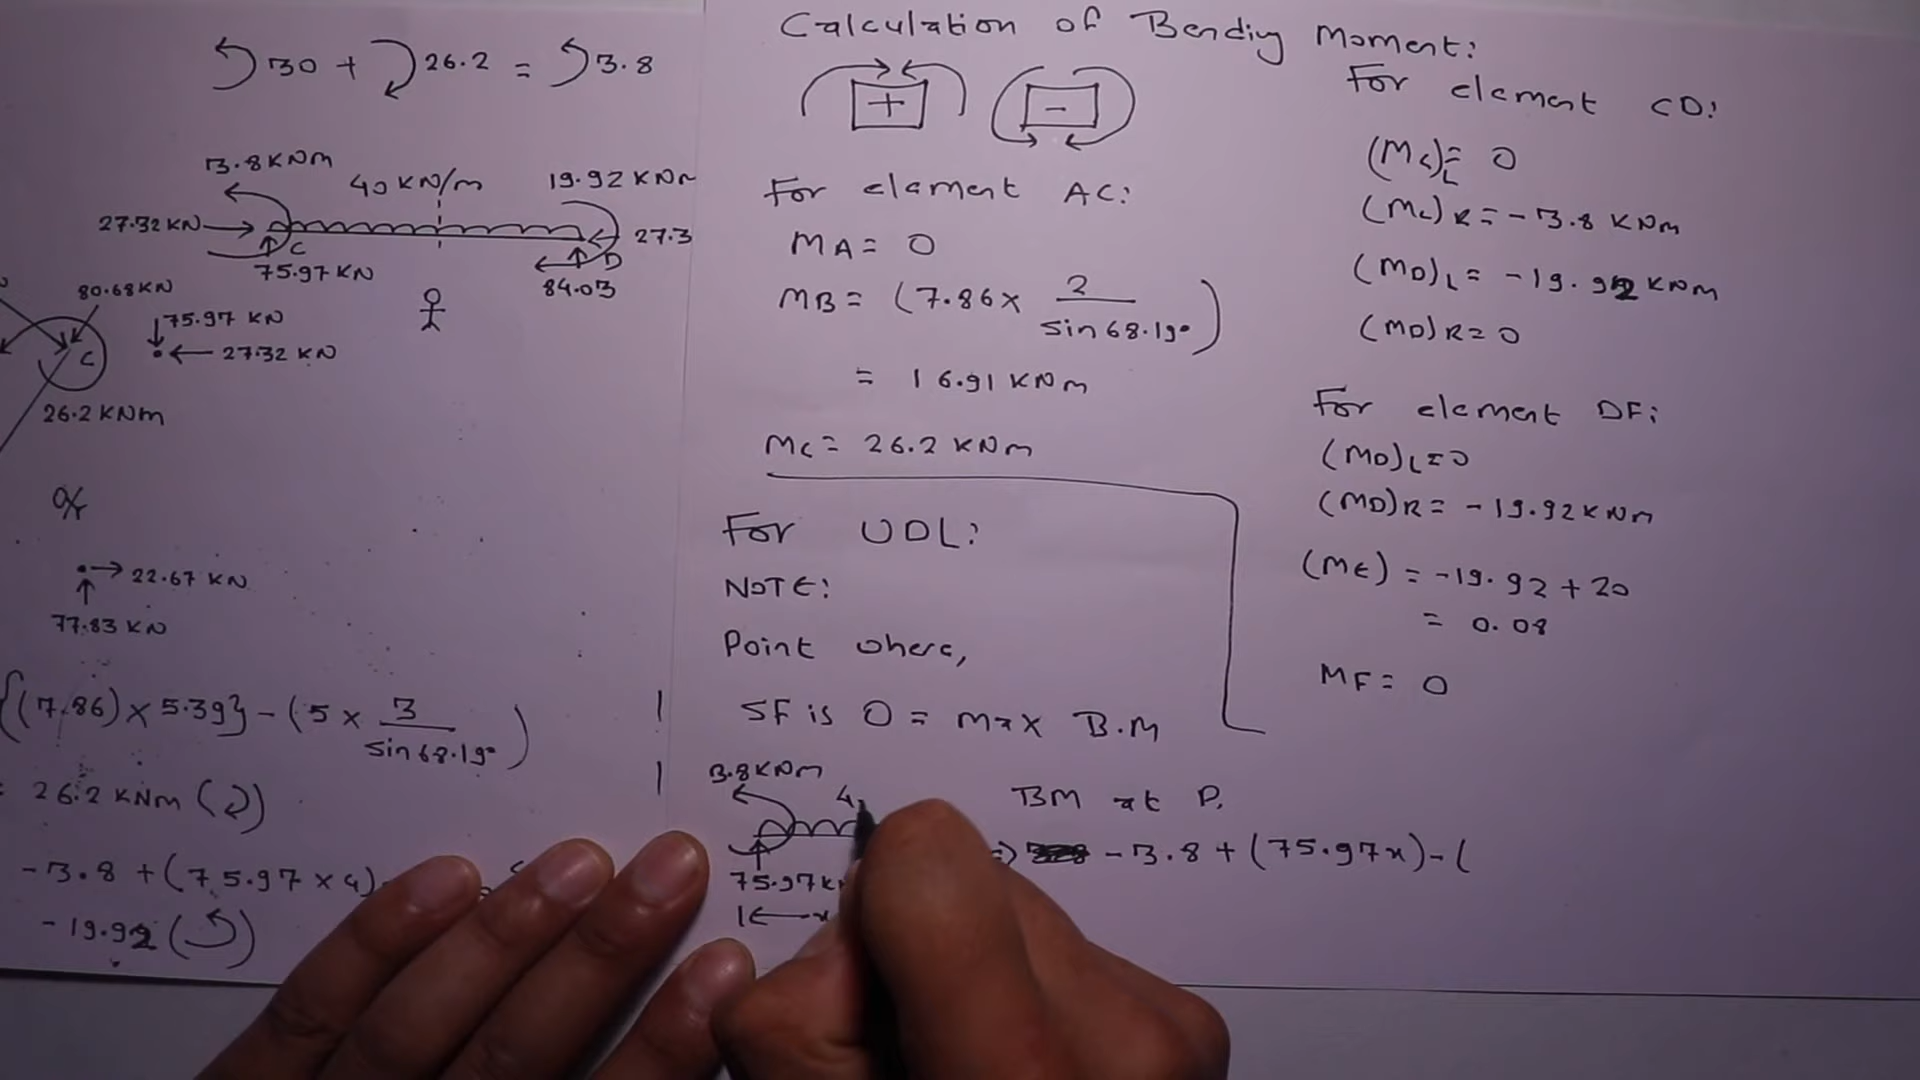 30 + 26.2 = 3.8
3.8 KNm
40 KN/m
19.92 KNm
27.32 KN
27.3
C
D
75.97 KN
84.03
80.68 KN
75.97 KN
27.32 KN
C
26.2 KNm
22.67 KN
77.83 KN
{(7.86) x 5.39} - (5 x 3 / sin 68.19°)
= 26.2 KNm
-3.8 + (75.97 x 4)
-19.92
Calculation of Bending Moment:
+
-
For element AC:
MA = 0
MB = (7.86 x 2 / sin 68.19°)
= 16.91 KNm
MC = 26.2 KNm
For UDL:
NOTE:
Point where,
SF is 0 = max B.M
3.8 KNm
4
75.97 K
x
BM at P,
=> -3.8 + (75.97x) - (
For element CD:
(MC)L = 0
(MC)R = -3.8 KNm
(MD)L = -19.92 KNm
(MD)R = 0
For element DF:
(MD)L = 0
(MD)R = -19.92 KNm
(ME) = -19.92 + 20
= 0.08
MF = 0